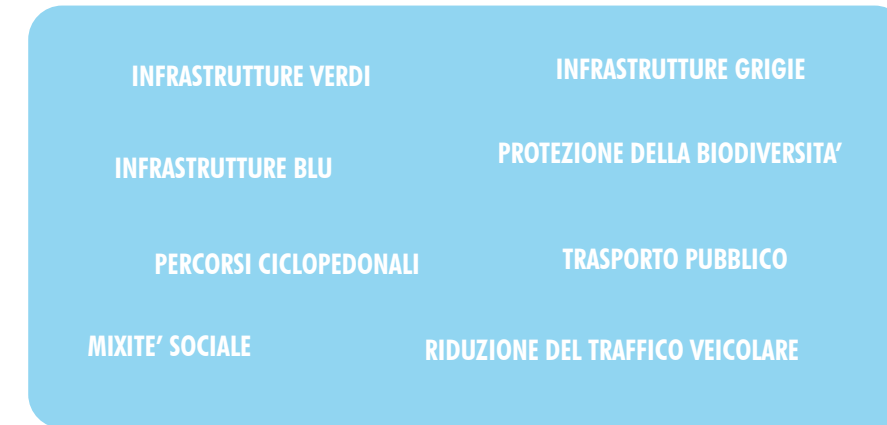 INFRASTRUTTURE VERDI
INFRASTRUTTURE GRIGIE
INFRASTRUTTURE BLU
PROTEZIONE DELLA BIODIVERSITA’
PERCORSI CICLOPEDONALI
TRASPORTO PUBBLICO
MIXITE’ SOCIALE
RIDUZIONE DEL TRAFFICO VEICOLARE